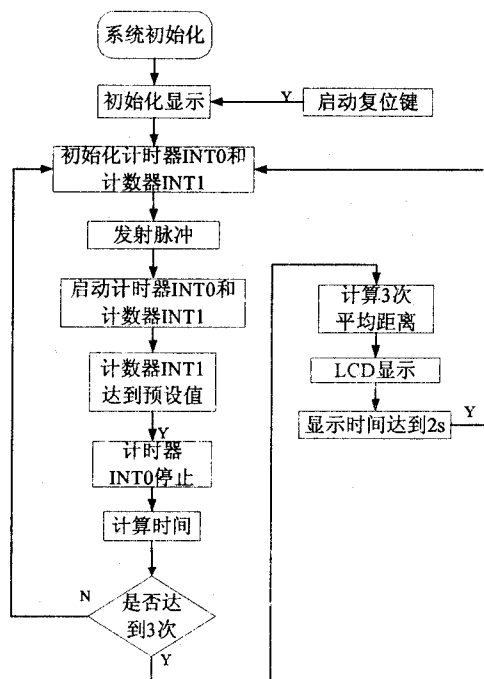 系统初始化
初始化显示
Y
启动复位键
初始化计时器INT0和
计数器INT1
发射脉冲
启动计时器INT0和
计数器INT1
计数器INT1
达到预设值
Y
计时器
INT0停止
计算时间
N
是否达
到3次
Y
计算3次
平均距离
LCD显示
显示时间达到2s
Y